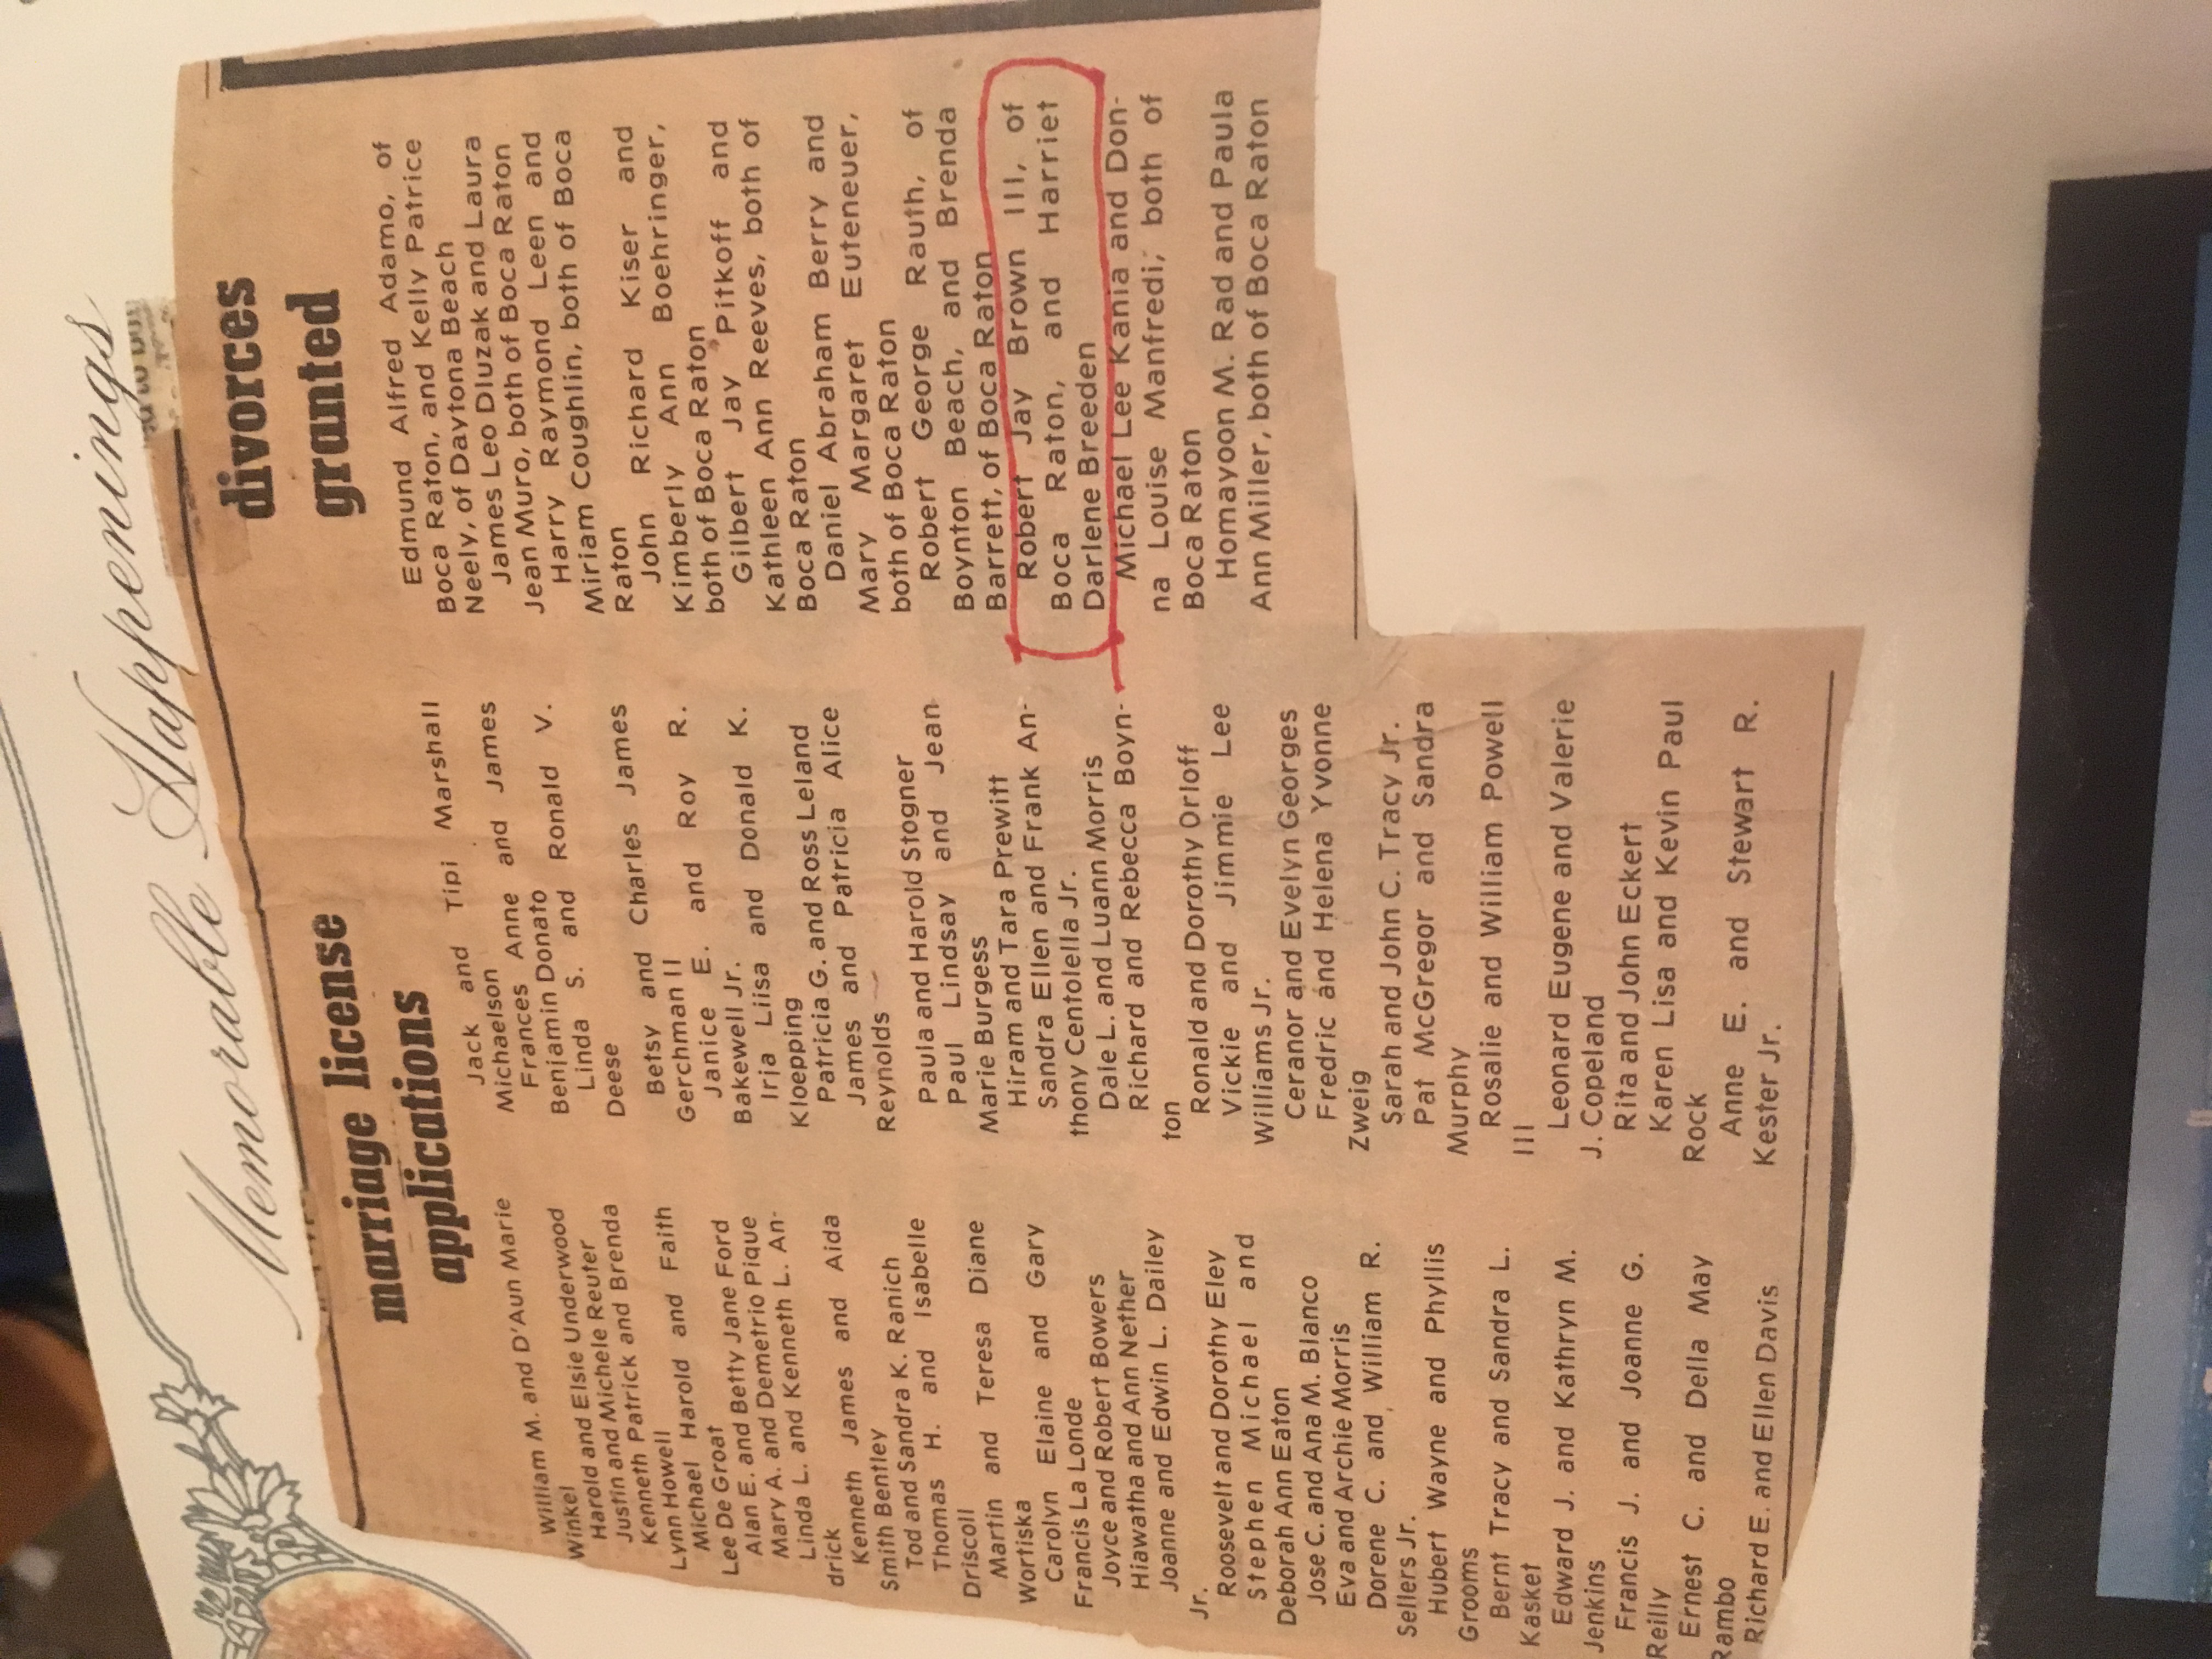 Memorable Happenings
marriage license
applications
William M. and D'Aun Marie
Winkel
Harold and Elsie Underwood
Justin and Michele Reuter
Kenneth Patrick and Brenda
Lynn Howell
Michael Harold and Faith
Lee De Groat
Alan E. and Betty Jane Ford
Mary A. and Demetrio Pique
Linda L. and Kenneth L. An-
drick
Kenneth James and Aida
Smith Bentley
Tod and Sandra K. Ranich
Thomas H. and Isabelle
Driscoll
Martin and Teresa Diane
Wortiska
Carolyn Elaine and Gary
Francis La Londe
Joyce and Robert Bowers
Hiawatha and Ann Nether
Joanne and Edwin L. Dailey
Jr.
Roosevelt and Dorothy Eley
Stephen Michael and
Deborah Ann Eaton
Jose C. and Ana M. Blanco
Eva and Archie Morris
Dorene C. and William R.
Sellers Jr.
Hubert Wayne and Phyllis
Grooms
Bernt Tracy and Sandra L.
Kasket
Edward J. and Kathryn M.
Jenkins
Francis J. and Joanne G.
Reilly
Ernest C. and Della May
Rambo
Richard E. and Ellen Davis
Jack and Tipi Marshall
Michaelson
Frances Anne and James
Benjamin Donato
Linda S. and Ronald V.
Deese
Betsy and Charles James
Gerchman II
Janice E. and Roy R.
Bakewell Jr.
Irja Liisa and Donald K.
Kloepping
Patricia G. and Ross Leland
James and Patricia Alice
Reynolds
Paula and Harold Stogner
Paul Lindsay and Jean
Marie Burgess
Hiram and Tara Prewitt
Sandra Ellen and Frank An-
thony Centolella Jr.
Dale L. and Luann Morris
Richard and Rebecca Boyn-
ton
Ronald and Dorothy Orloff
Vickie and Jimmie Lee
Williams Jr.
Ceranor and Evelyn Georges
Fredric and Helena Yvonne
Zweig
Sarah and John C. Tracy Jr.
Pat McGregor and Sandra
Murphy
Rosalie and William Powell
III
Leonard Eugene and Valerie
J. Copeland
Rita and John Eckert
Karen Lisa and Kevin Paul
Rock
Anne E. and Stewart R.
Kester Jr.
divorces
granted
Edmund Alfred Adamo, of
Boca Raton, and Kelly Patrice
Neely, of Daytona Beach
James Leo Dluzak and Laura
Jean Muro, both of Boca Raton
Harry Raymond Leen and
Miriam Coughlin, both of Boca
Raton
John Richard Kiser and
Kimberly Ann Boehringer,
both of Boca Raton
Gilbert Jay Pitkoff and
Kathleen Ann Reeves, both of
Boca Raton
Daniel Abraham Berry and
Mary Margaret Euteneuer,
both of Boca Raton
Robert George Rauth, of
Boynton Beach, and Brenda
Barrett, of Boca Raton
Robert Jay Brown III, of
Boca Raton, and Harriet
Darlene Breeden
Michael Lee Kania and Don-
na Louise Manfredi, both of
Boca Raton
Homayoon M. Rad and Paula
Ann Miller, both of Boca Raton